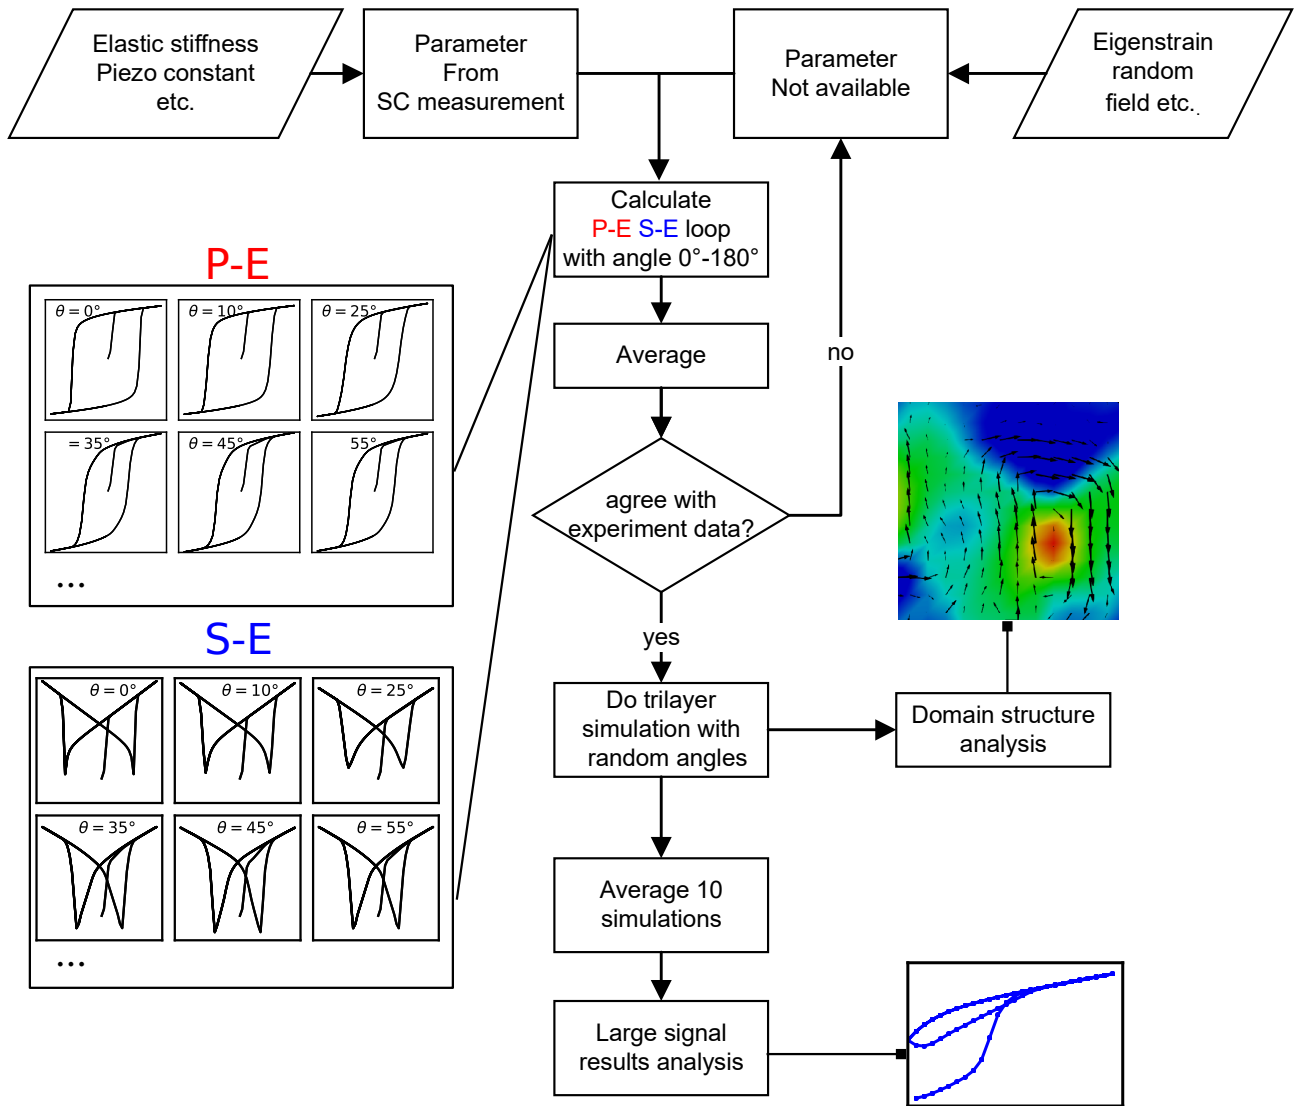 Elastic stiffness
Piezo constant
etc.
Parameter
From
SC measurement
Parameter
Not available
Eigenstrain
random
field etc..
Calculate
P-E S-E loop
with angle 0°-180°
P-E
θ = 0°
θ = 10°
θ = 25°
= 35°
θ = 45°
55°
...
Average
no
agree with
experiment data?
yes
S-E
θ = 0°
θ = 10°
θ = 25°
θ = 35°
θ = 45°
θ = 55°
...
Do trilayer
simulation with
random angles
Domain structure
analysis
Average 10
simulations
Large signal
results analysis